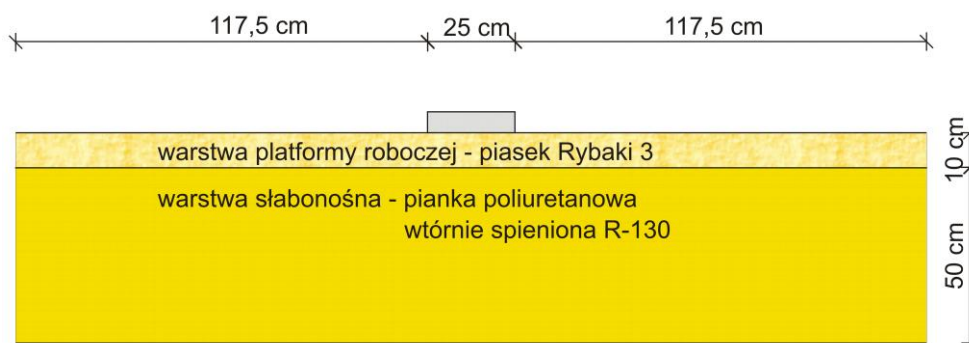 117,5 cm 25 cm 117,5 cm
warstwa platformy roboczej - piasek Rybaki 3
10 cm
warstwa słabonośna - pianka poliuretanowa
wtórnie spieniona R-130
50 cm